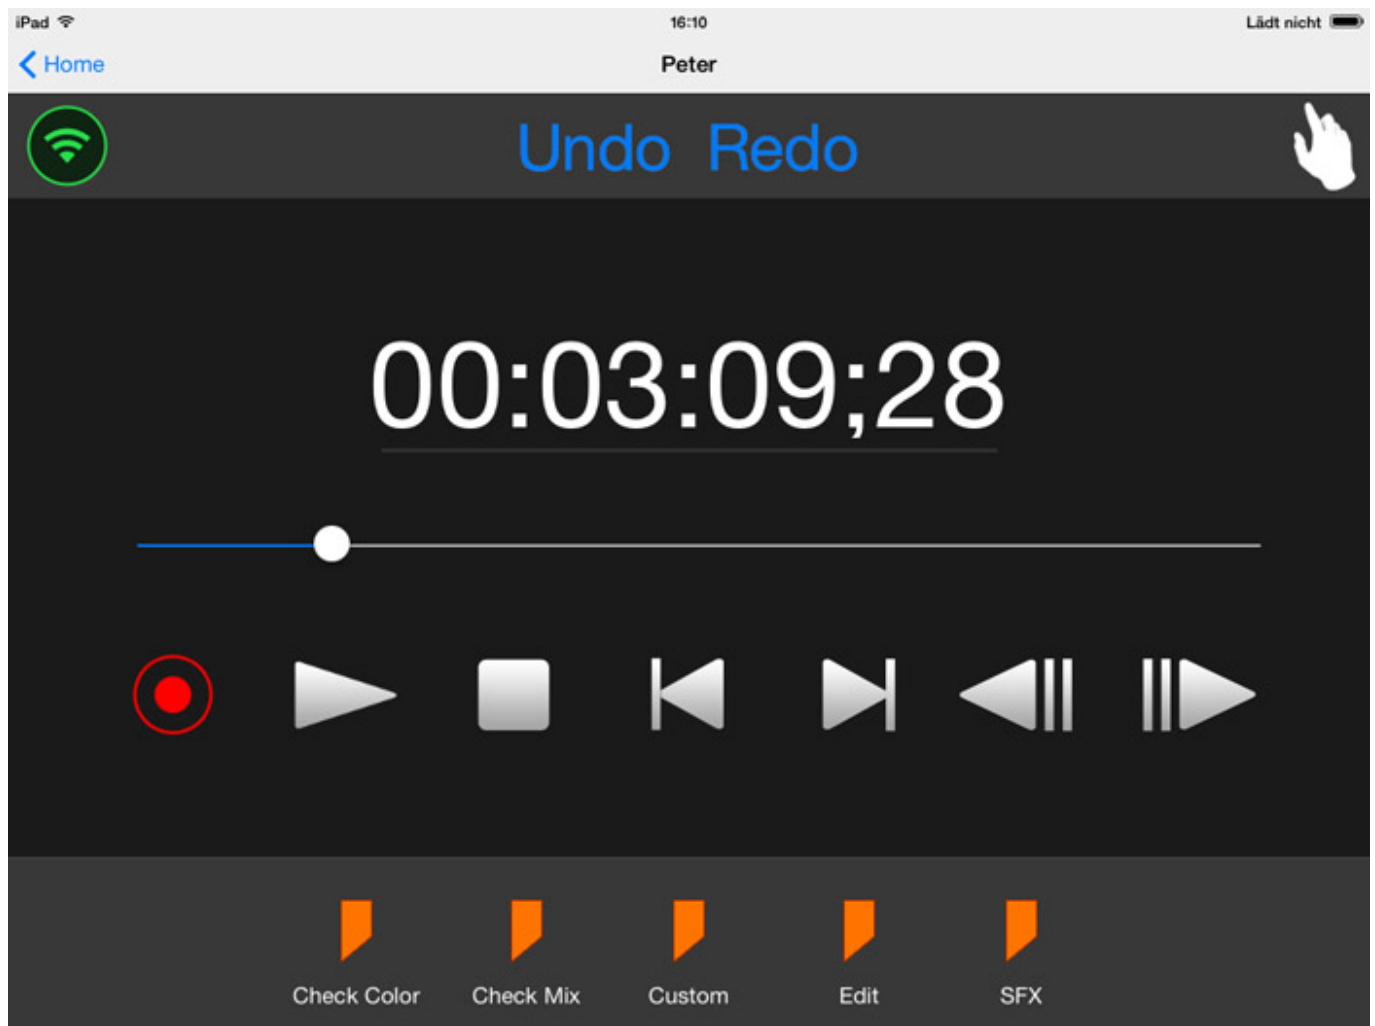 iPad 16:10 Lädt nicht
Home Peter
Undo Redo
00:03:09;28
Check Color Check Mix Custom Edit SFX